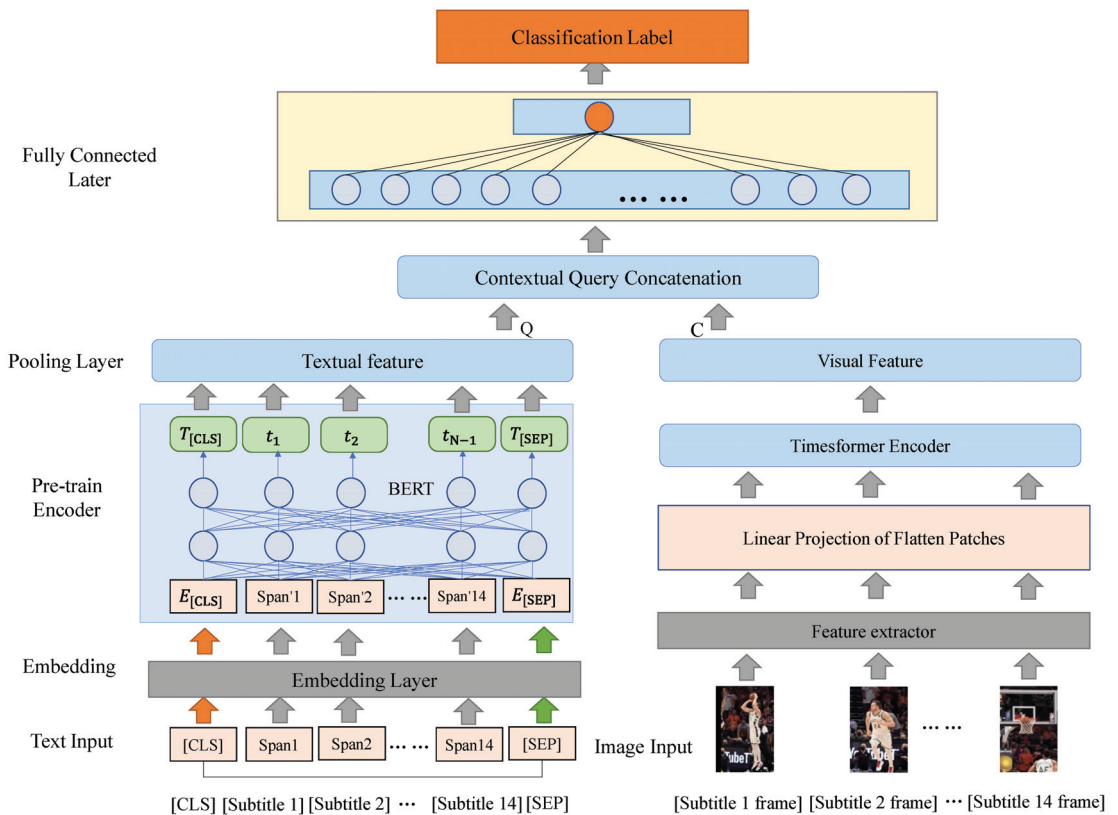 Classification Label
Fully Connected
Later
... ...
Contextual Query Concatenation
Q
C
Pooling Layer
Textual feature
Visual Feature
T[CLS]
t1
t2
tN−1
T[SEP]
Timesformer Encoder
Pre-train
Encoder
BERT
Linear Projection of Flatten Patches
E[CLS]
Span'1
Span'2
... ...
Span'14
E[SEP]
Feature extractor
Embedding
Embedding Layer
Text Input
[CLS]
Span1
Span2
... ...
Span14
[SEP]
Image Input
TubeT
TubeT
... ...
[CLS] [Subtitle 1] [Subtitle 2] ... [Subtitle 14] [SEP]
[Subtitle 1 frame] [Subtitle 2 frame] ... [Subtitle 14 frame]